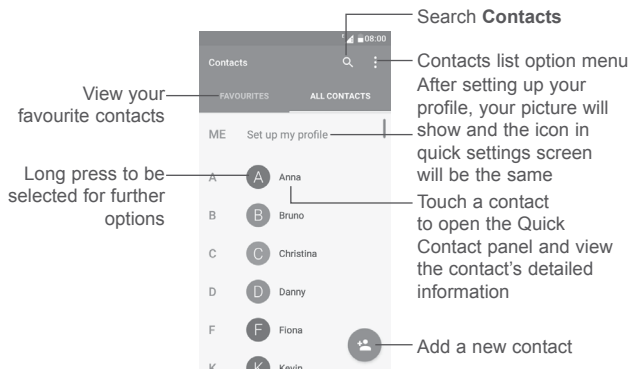 Search Contacts
08:00
Contacts
Contacts list option menu
FAVOURITES
ALL CONTACTS
View your
favourite contacts
After setting up your
profile, your picture will
show and the icon in
quick settings screen
will be the same
ME Set up my profile
Long press to be
selected for further
options
A A Anna
Touch a contact
to open the Quick
Contact panel and view
the contact's detailed
information
B B Bruno
C C Christina
D D Danny
F F Fiona
Add a new contact
K K Kevin